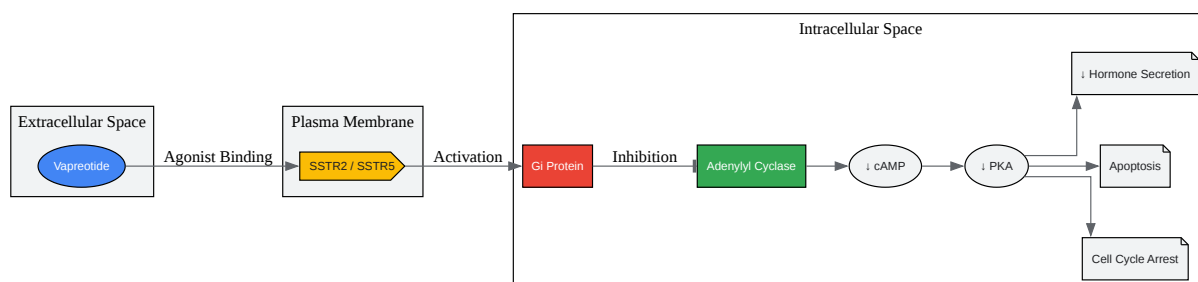 Intracellular Space
↓ Hormone Secretion
Extracellular Space
Plasma Membrane
Vapreotide
Agonist Binding
SSTR2 / SSTR5
Activation
Gi Protein
Inhibition
Adenylyl Cyclase
↓ cAMP
↓ PKA
Apoptosis
Cell Cycle Arrest